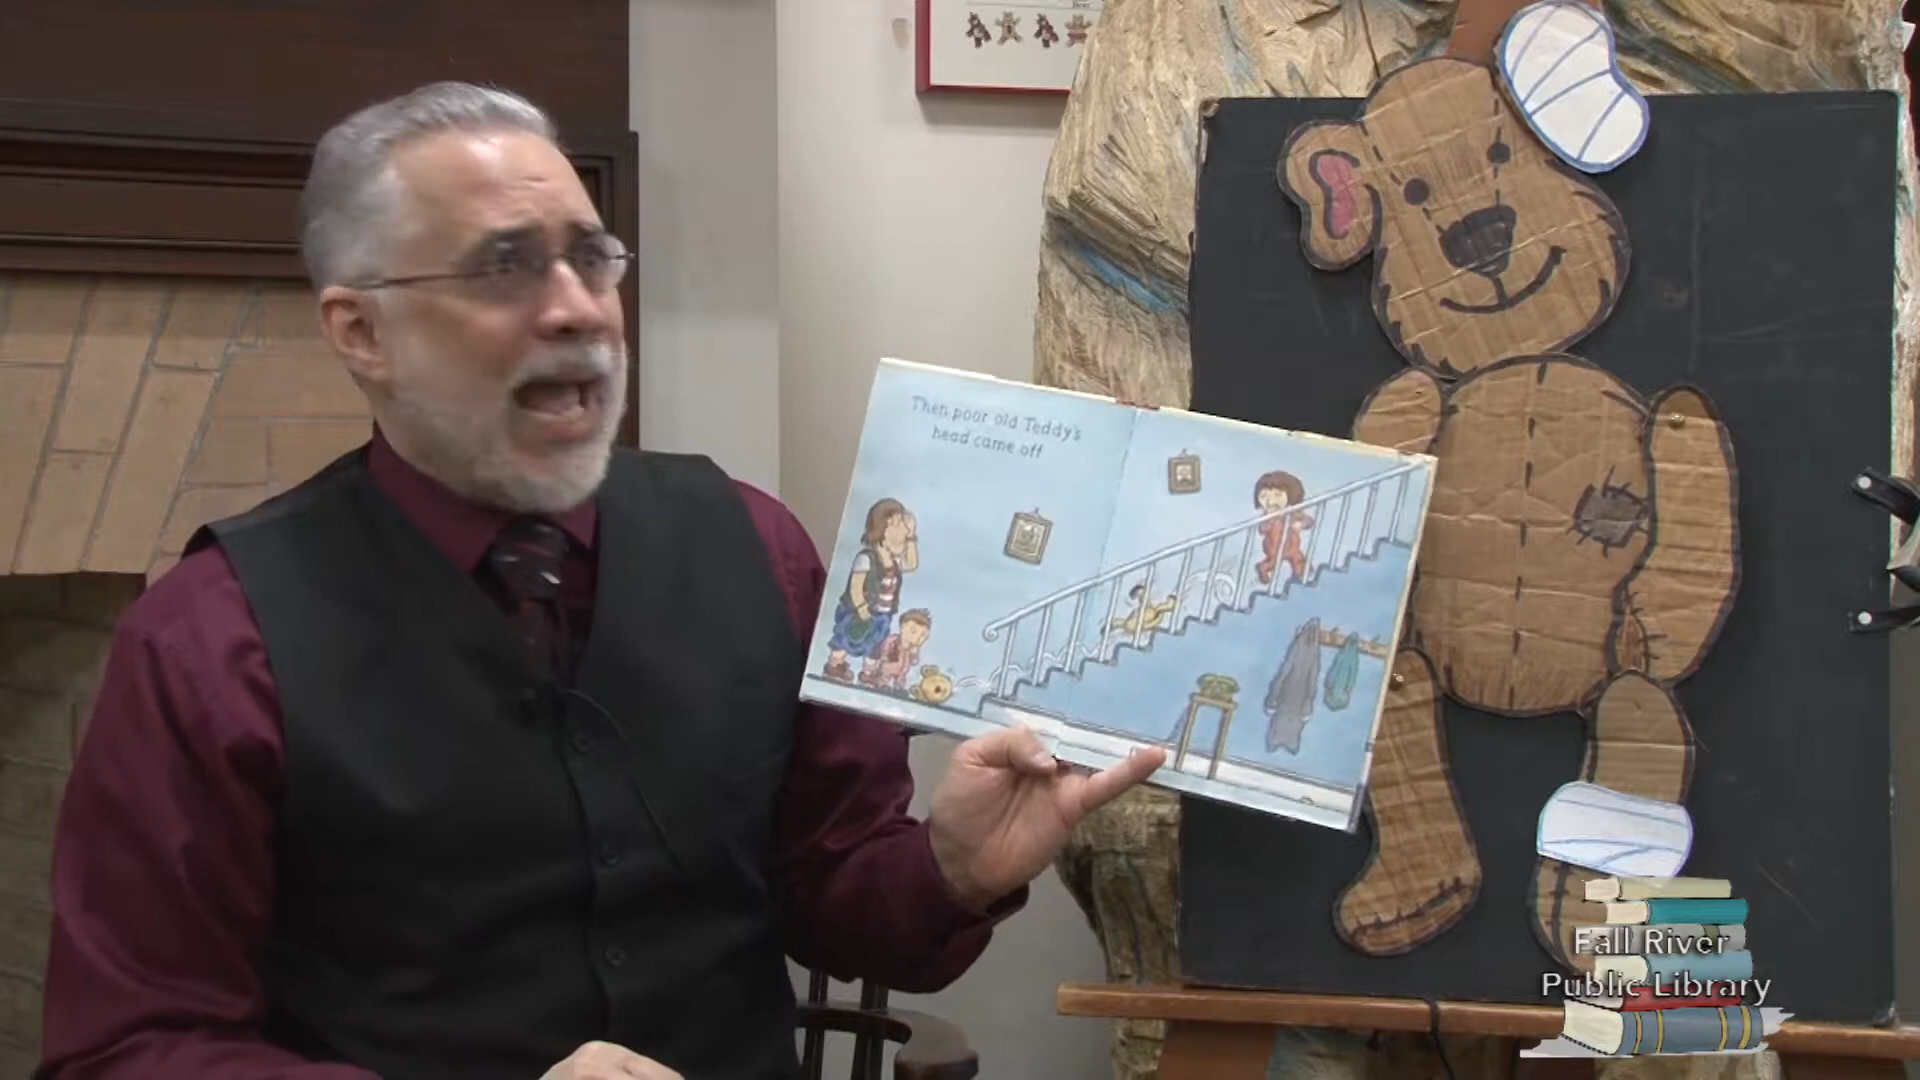 Then poor old Teddy's
head came off
Fall River
Public Library